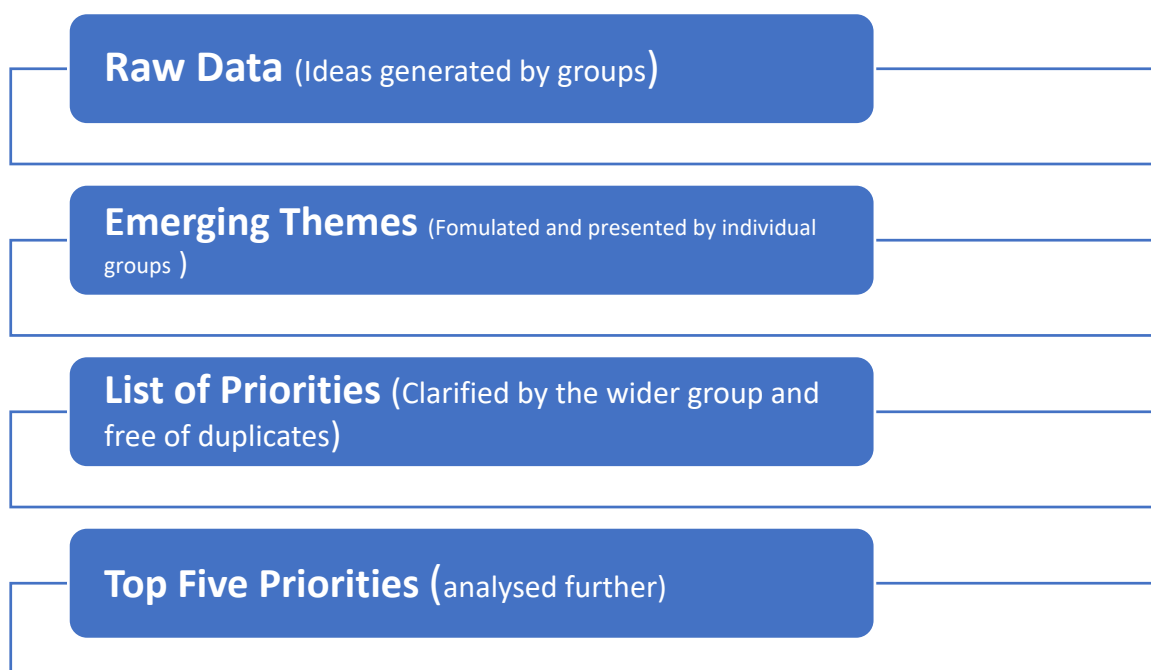 Raw Data (Ideas generated by groups)
Emerging Themes (Fomulated and presented by individual
groups )
List of Priorities (Clarified by the wider group and
free of duplicates)
Top Five Priorities (analysed further)